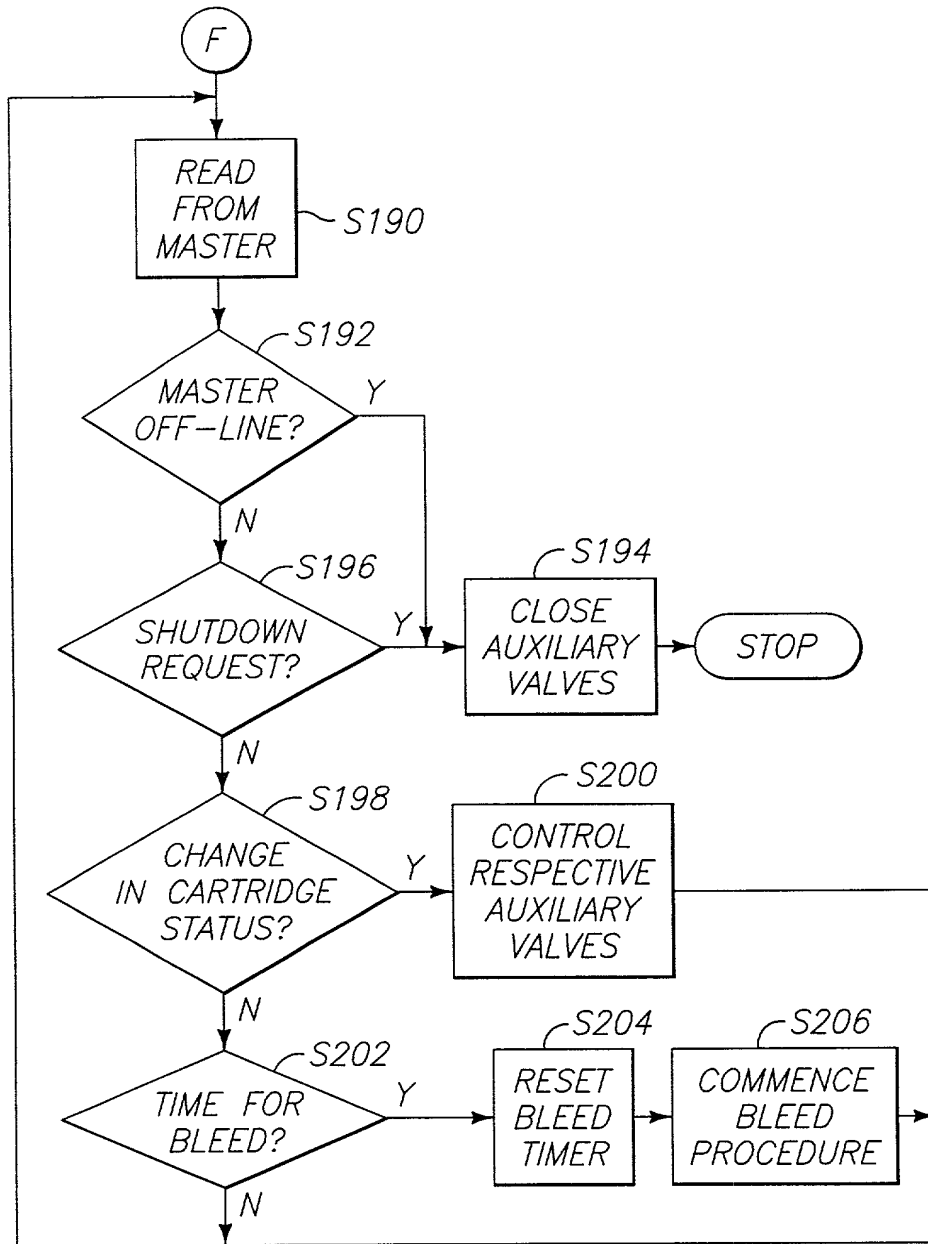 F
READ
FROM
MASTER
S190
S192
MASTER
OFF-LINE?
Y
N
S196
SHUTDOWN
REQUEST?
Y
S194
CLOSE
AUXILIARY
VALVES
STOP
N
S198
CHANGE
IN CARTRIDGE
STATUS?
Y
S200
CONTROL
RESPECTIVE
AUXILIARY
VALVES
N
S202
TIME FOR
BLEED?
Y
S204
RESET
BLEED
TIMER
S206
COMMENCE
BLEED
PROCEDURE
N